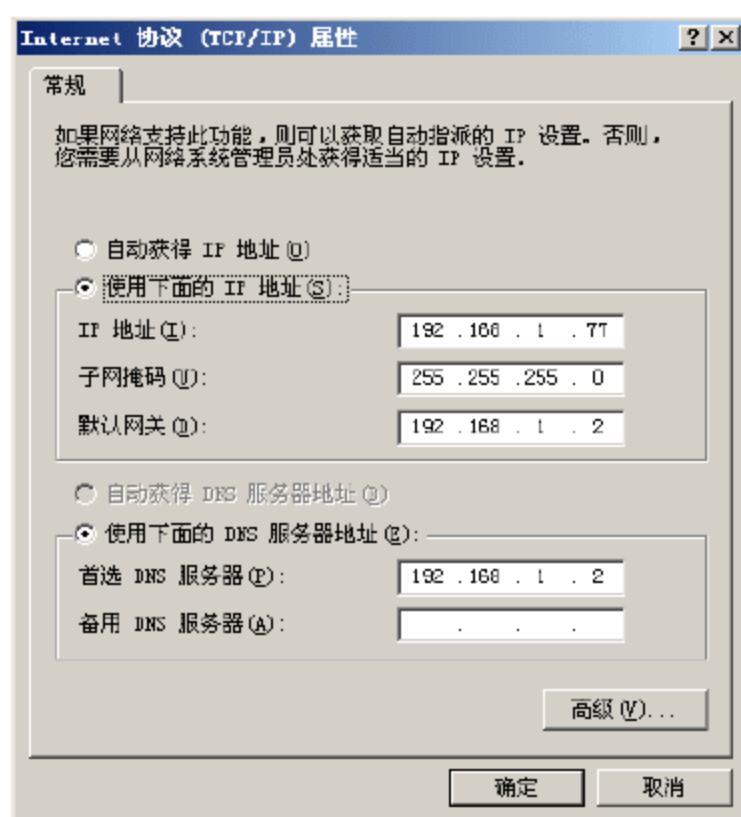 Internet 协议 (TCP/IP) 属性
常规
如果网络支持此功能，则可以获取自动指派的 IP 设置。否则，
您需要从网络系统管理员处获得适当的 IP 设置。
自动获得 IP 地址(O)
使用下面的 IP 地址(S):
IP 地址(I): 192 .168 . 1 . 77
子网掩码(U): 255 .255 .255 . 0
默认网关(D): 192 .168 . 1 . 2
自动获得 DNS 服务器地址(B)
使用下面的 DNS 服务器地址(E):
首选 DNS 服务器(P): 192 .168 . 1 . 2
备用 DNS 服务器(A): . . .
高级(V)...
确定 取消